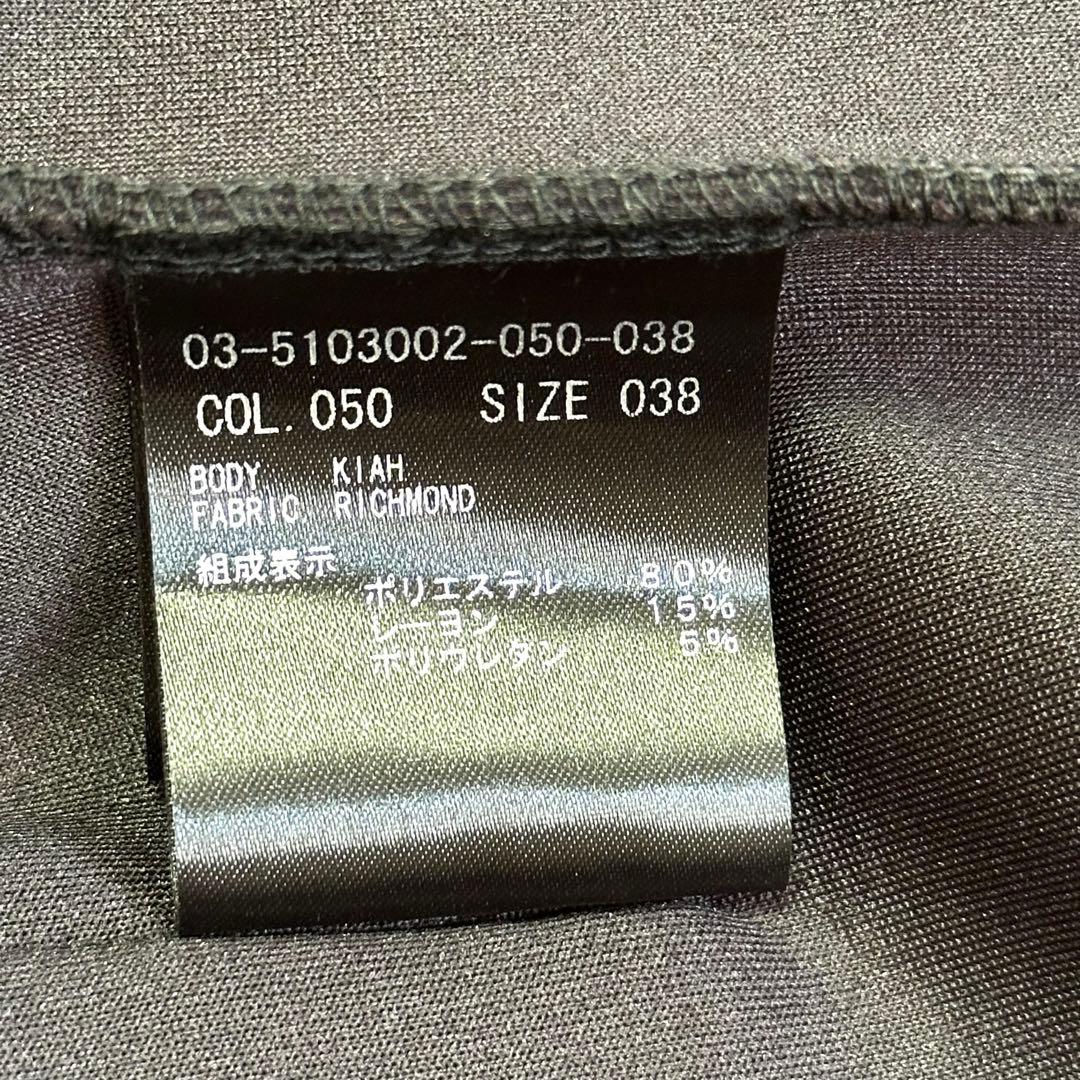 03-5103002-050-038
COL. 050 SIZE 038
BODY KIAH
FABRIC. RICHMOND
組成表示
ポリエステル 80%
レーヨン 15%
ポリウレタン 5%